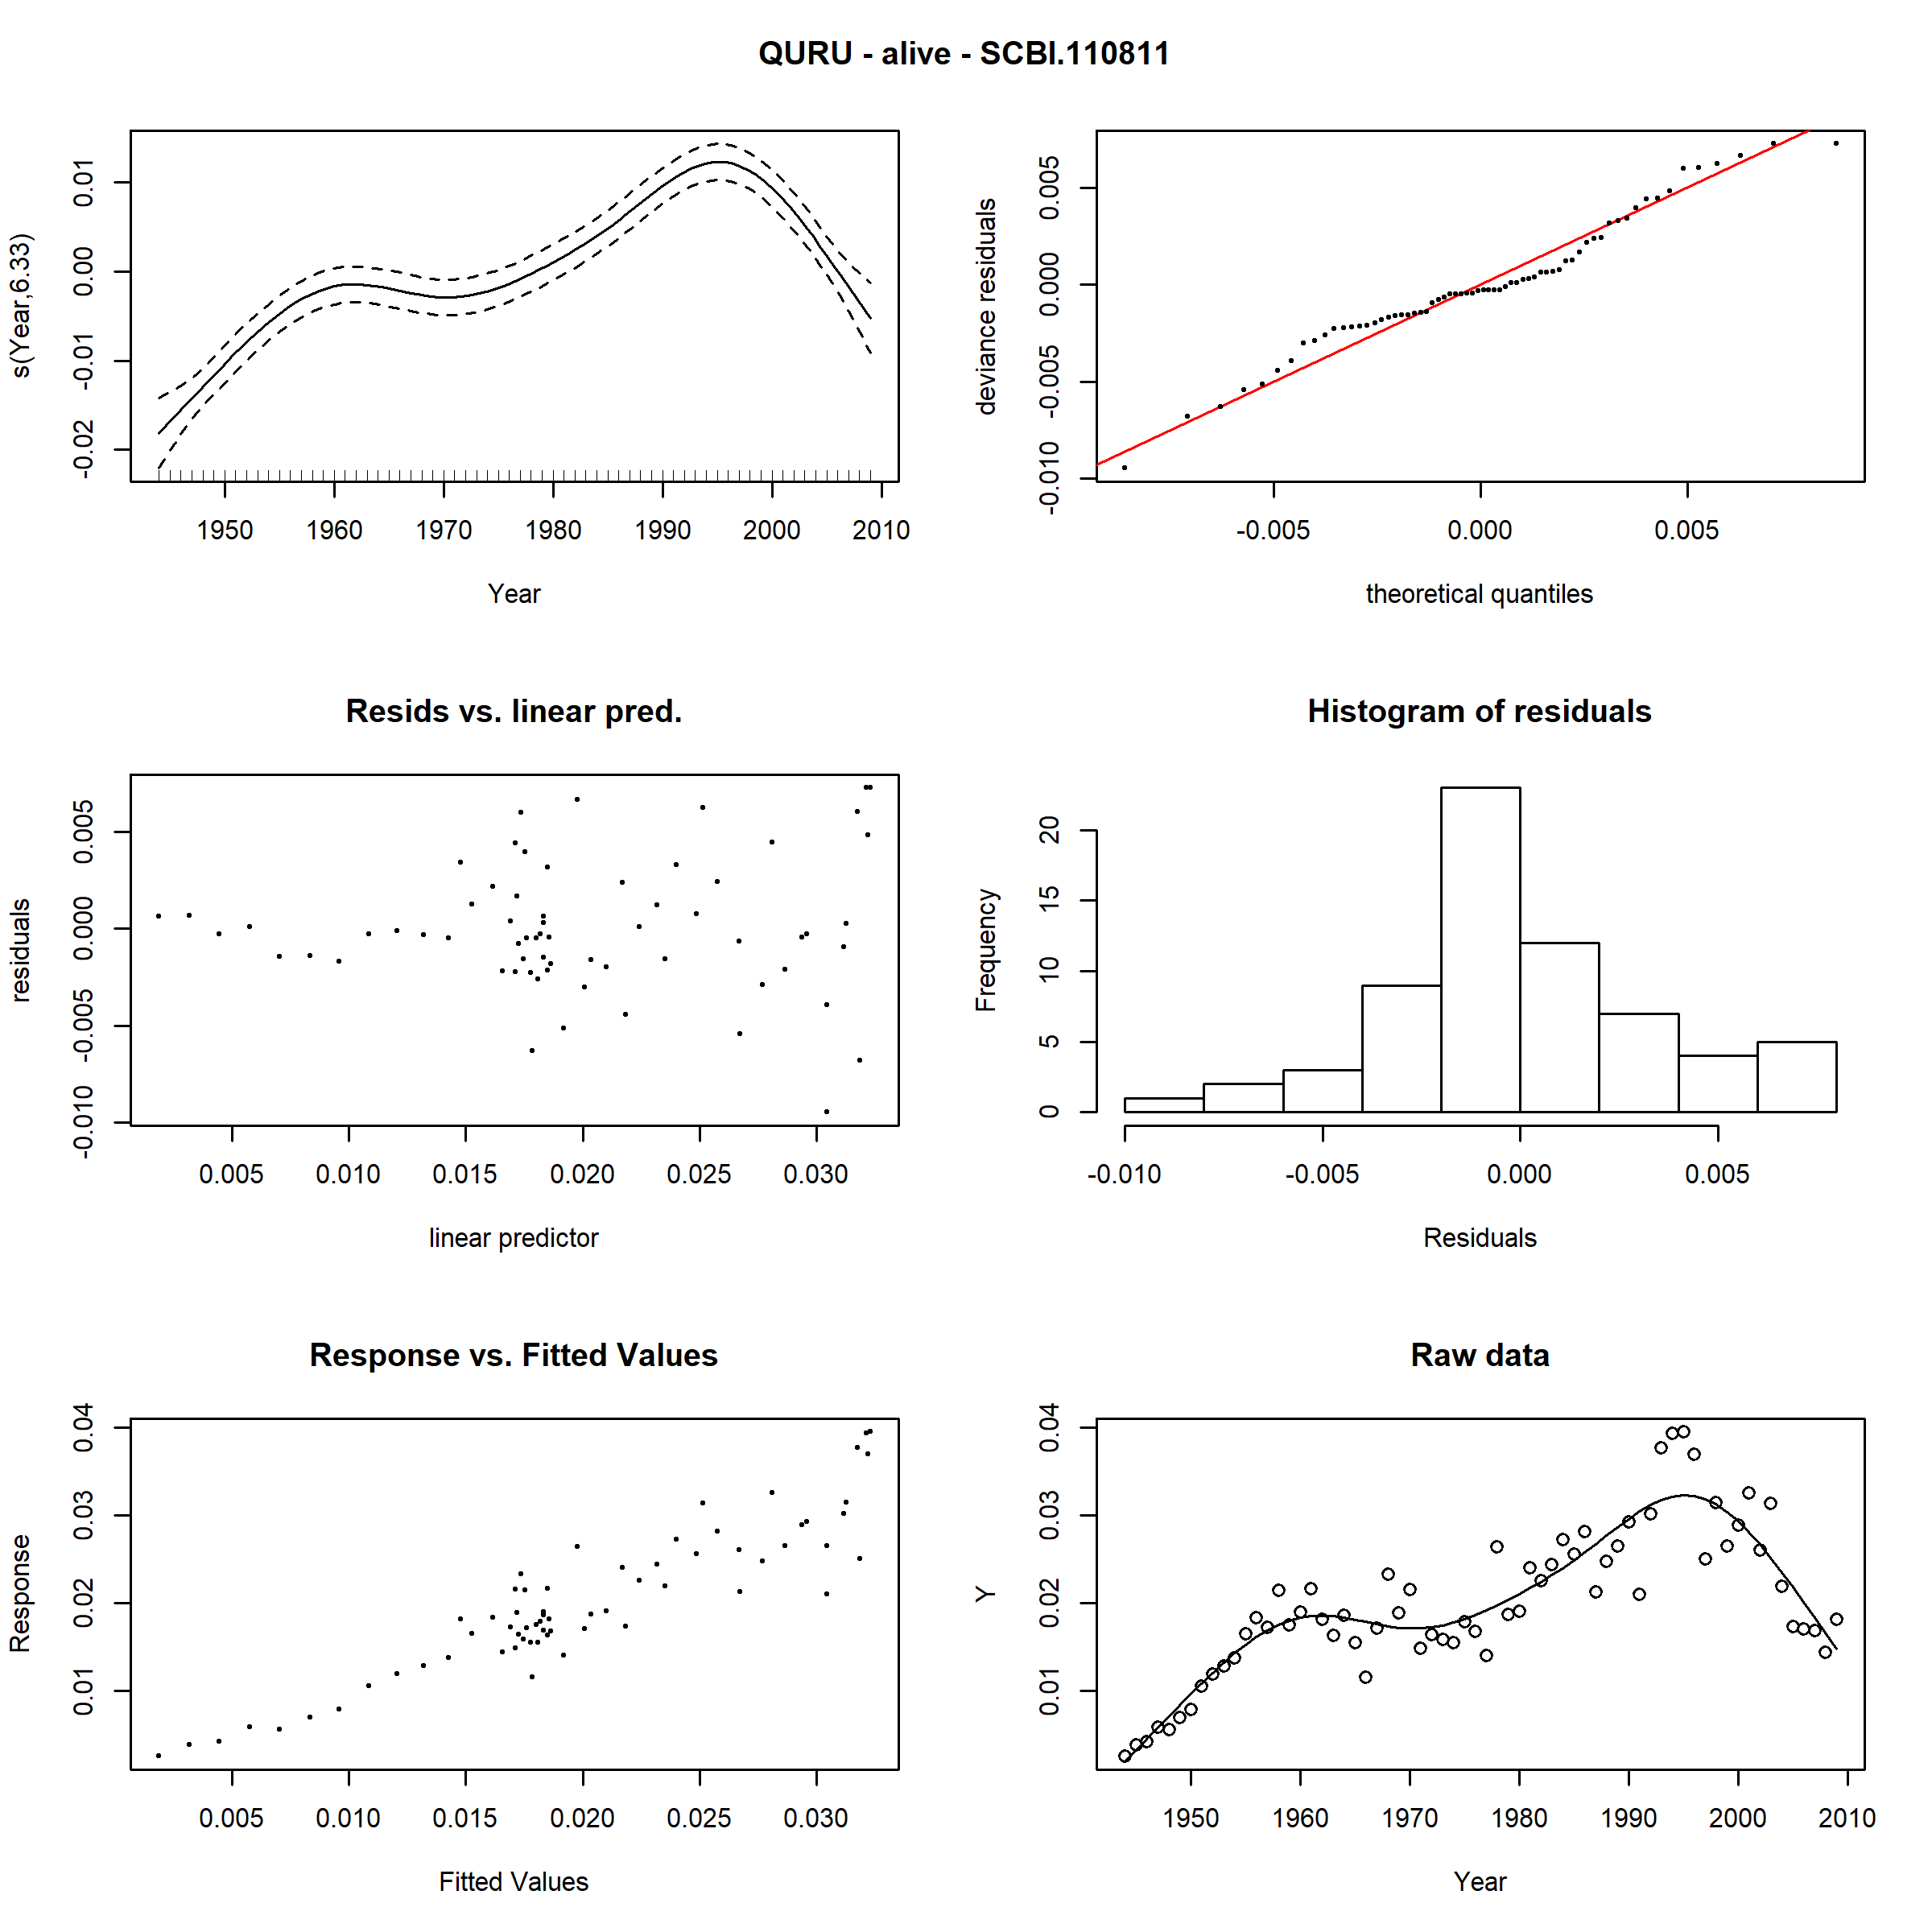 QURU - alive - SCBI.110811
s(Year,6.33)
0.01
0.00
-0.01
-0.02
1950 1960 1970 1980 1990 2000 2010
Year
deviance residuals
0.005
0.000
-0.005
-0.010
-0.005 0.000 0.005
theoretical quantiles
Resids vs. linear pred.
residuals
0.005
0.000
-0.005
-0.010
0.005 0.010 0.015 0.020 0.025 0.030
linear predictor
Histogram of residuals
Frequency
20
15
10
5
0
-0.010 -0.005 0.000 0.005
Residuals
Response vs. Fitted Values
Response
0.04
0.03
0.02
0.01
0.005 0.010 0.015 0.020 0.025 0.030
Fitted Values
Raw data
Y
0.04
0.03
0.02
0.01
1950 1960 1970 1980 1990 2000 2010
Year